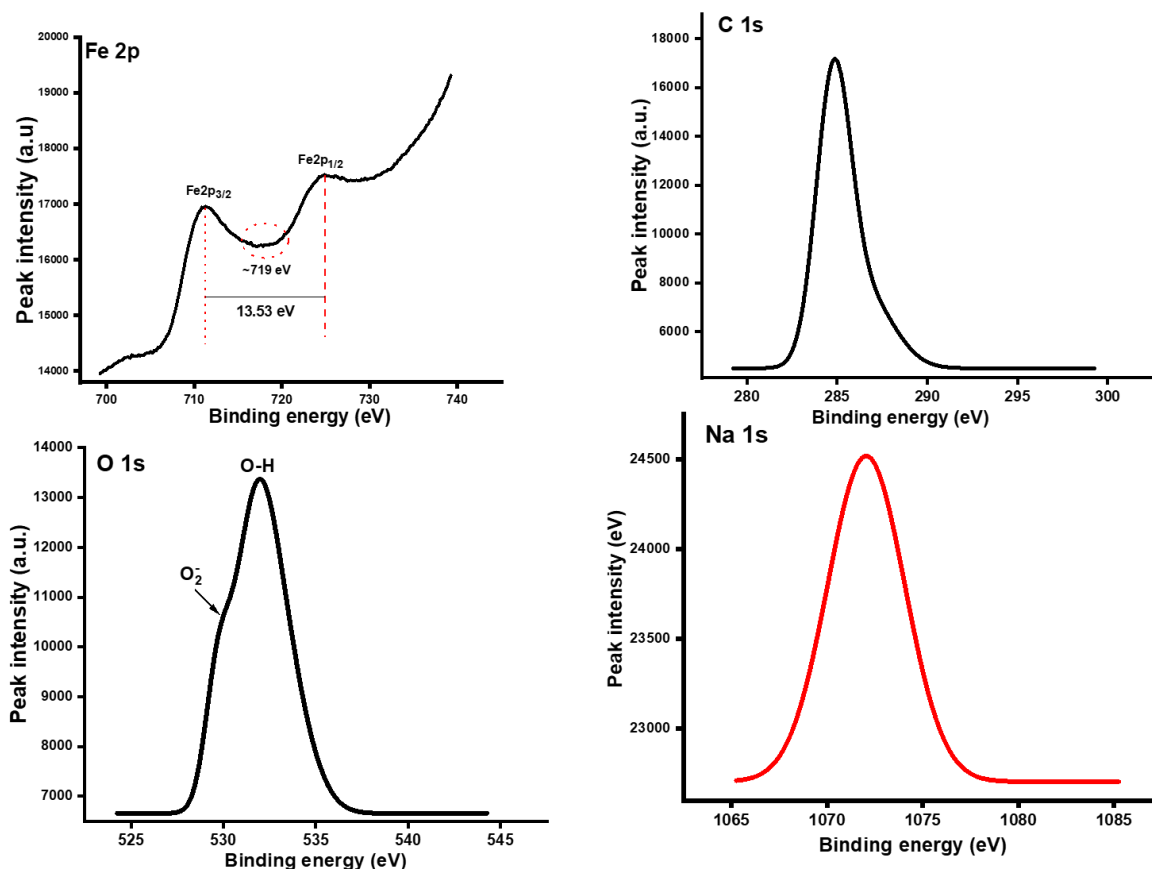 Fe 2p
Peak intensity (a.u)
20000
19000
18000
17000
16000
15000
14000
Fe2p3/2
Fe2p1/2
~719 eV
13.53 eV
700 710 720 730 740
Binding energy (eV)
C 1s
Peak intensity (a.u.)
18000
16000
14000
12000
10000
8000
6000
280 285 290 295 300
Binding energy (eV)
O 1s
Peak intensity (a.u.)
14000
13000
12000
11000
10000
9000
8000
7000
O-H
O2-
525 530 535 540 545
Binding energy (eV)
Na 1s
Peak intensity (eV)
24500
24000
23500
23000
1065 1070 1075 1080 1085
Binding energy (eV)